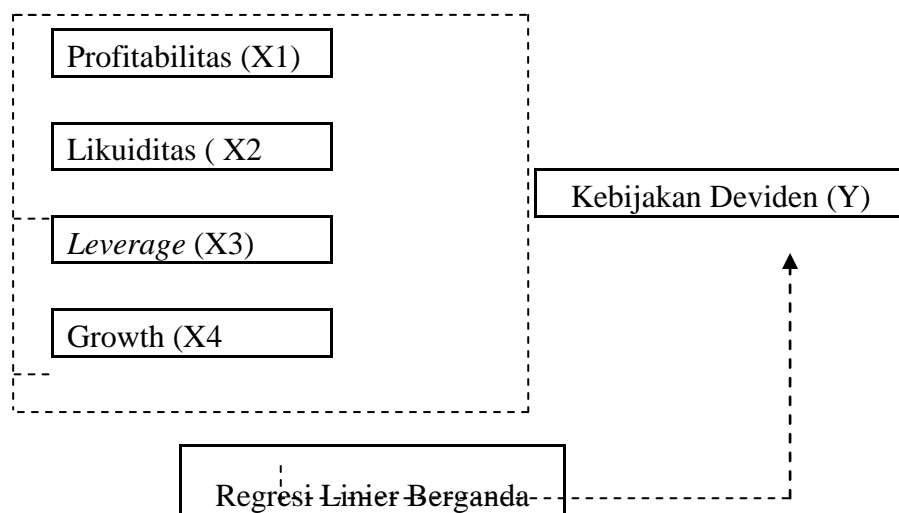 Profitabilitas (X1)
Likuiditas ( X2
Kebijakan Deviden (Y)
Leverage (X3)
Growth (X4
Regresi Linier Berganda